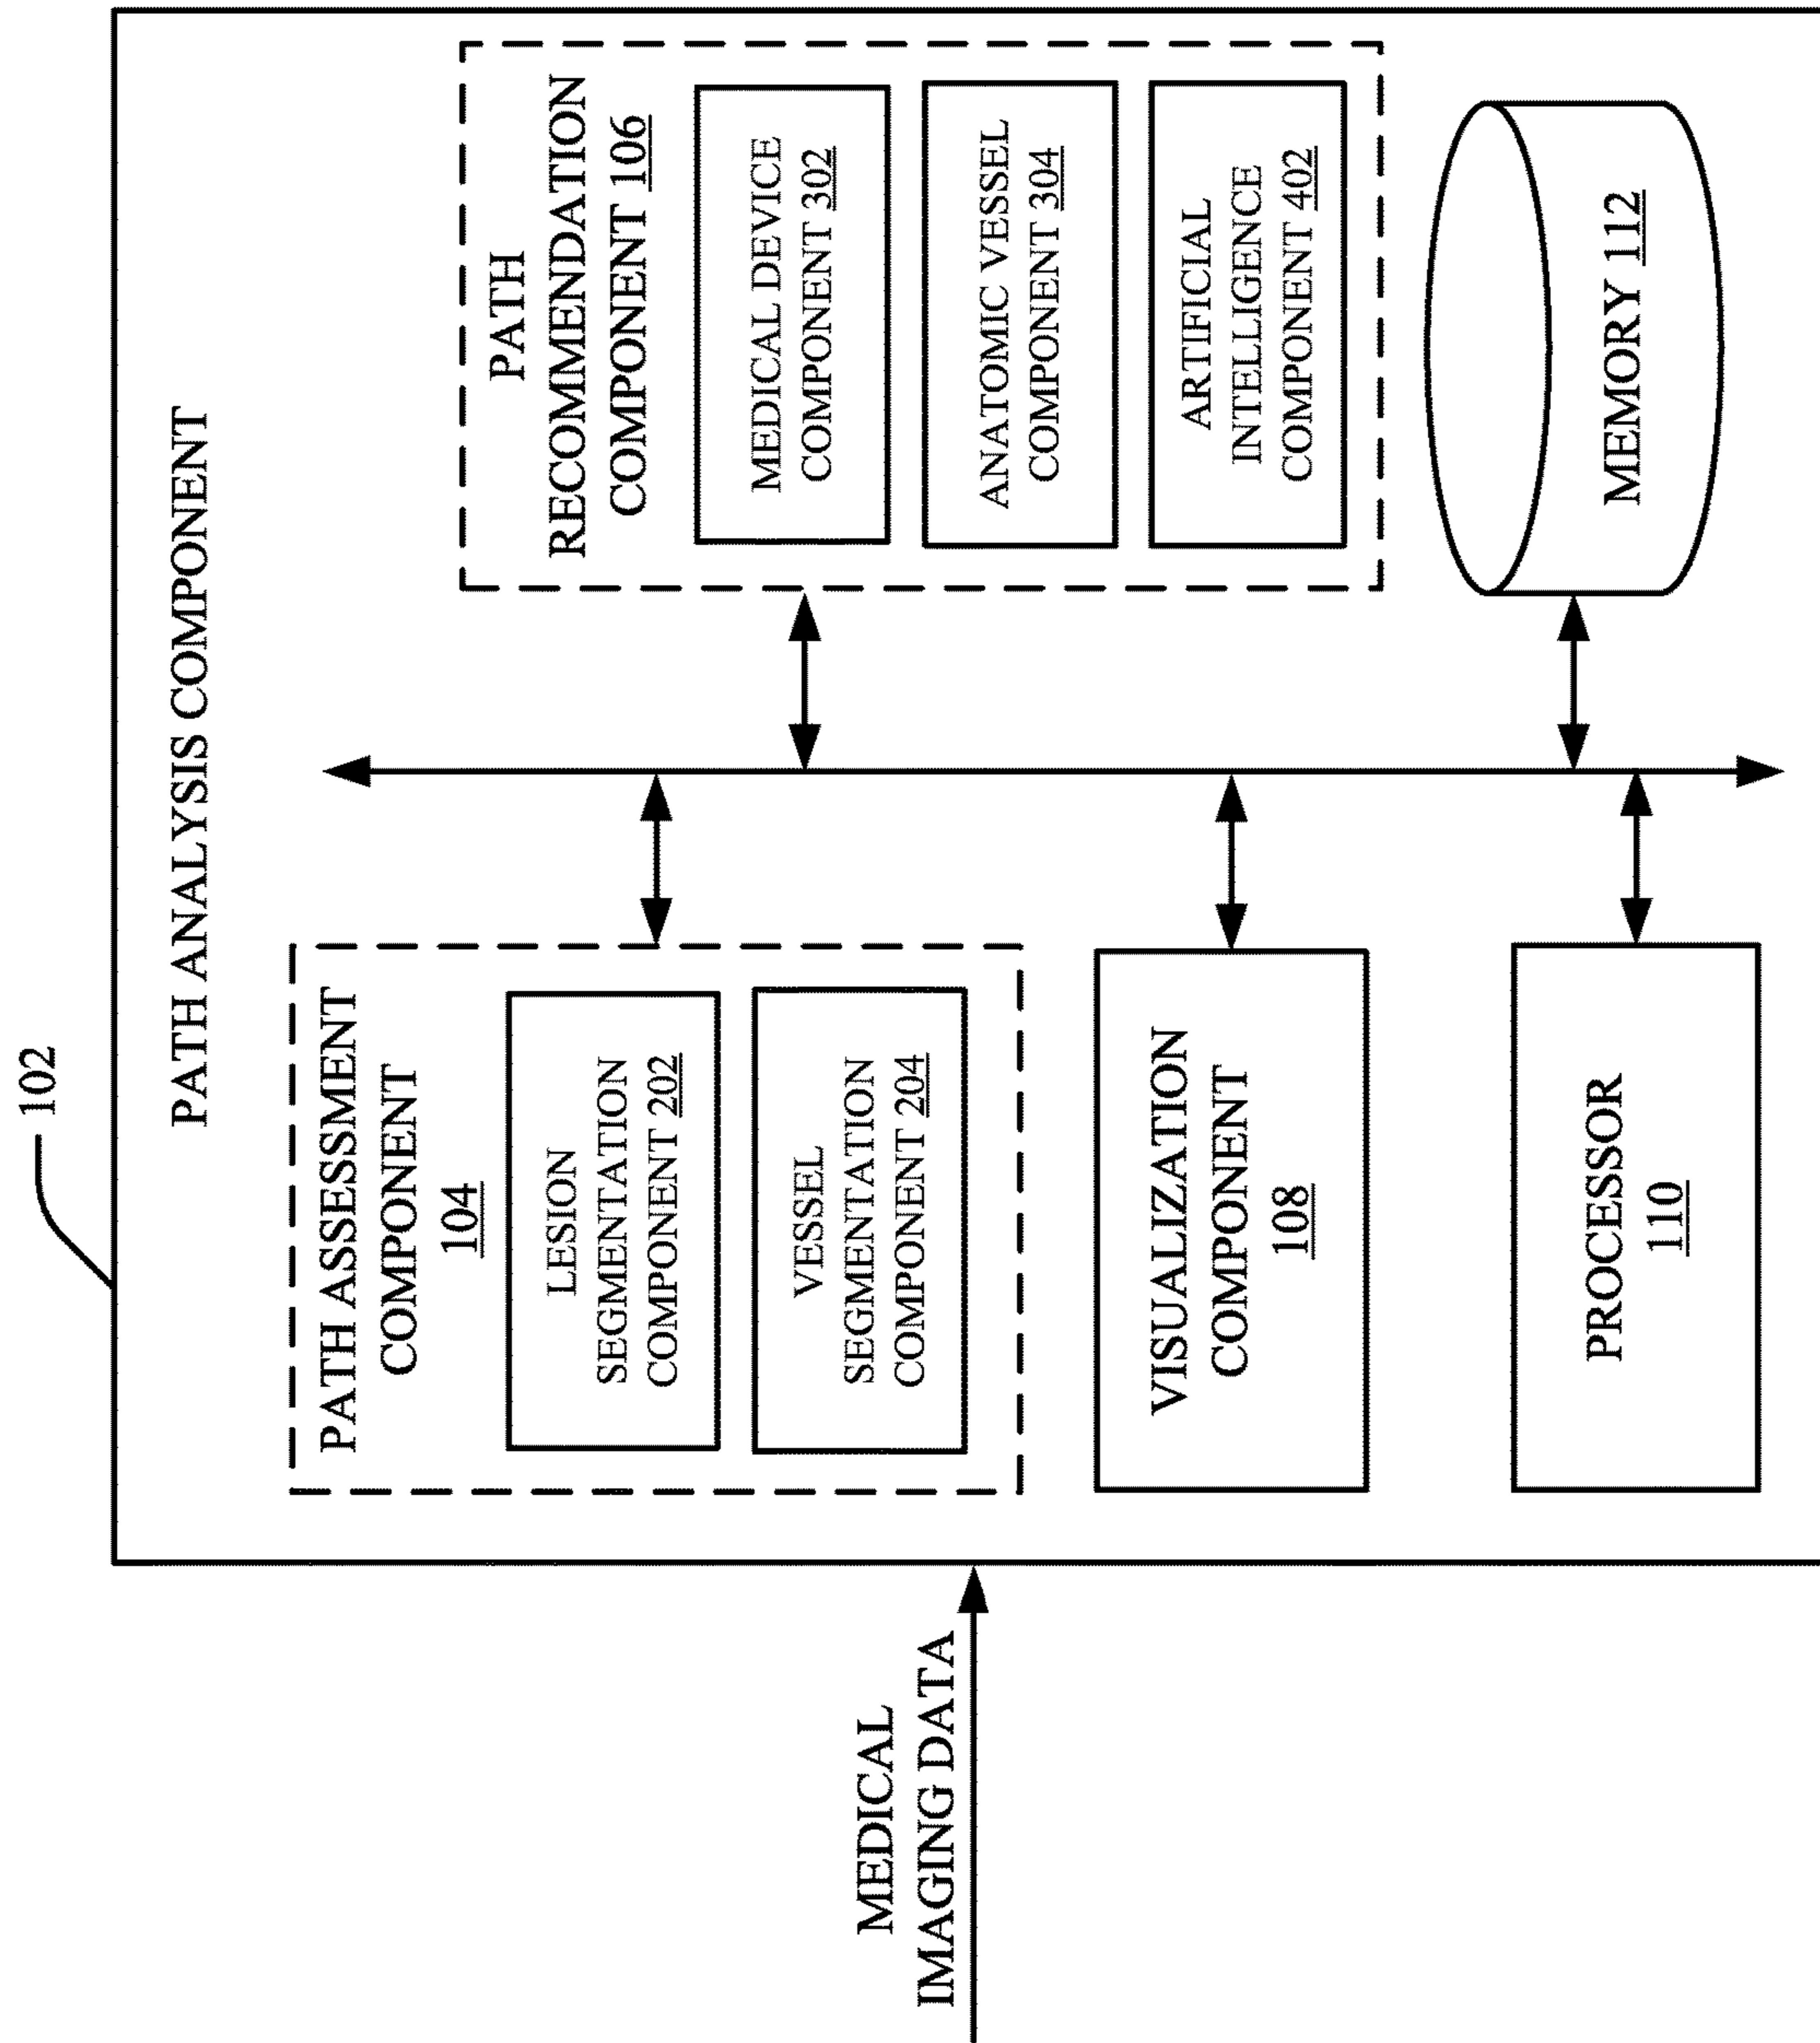 102
PATH ANALYSIS COMPONENT
PATH ASSESSMENT
COMPONENT
104
LESION
SEGMENTATION
COMPONENT 202
VESSEL
SEGMENTATION
COMPONENT 204
VISUALIZATION
COMPONENT
108
PROCESSOR
110
PATH
RECOMMENDATION
COMPONENT 106
MEDICAL DEVICE
COMPONENT 302
ANATOMIC VESSEL
COMPONENT 304
ARTIFICIAL
INTELLIGENCE
COMPONENT 402
MEMORY 112
MEDICAL
IMAGING DATA